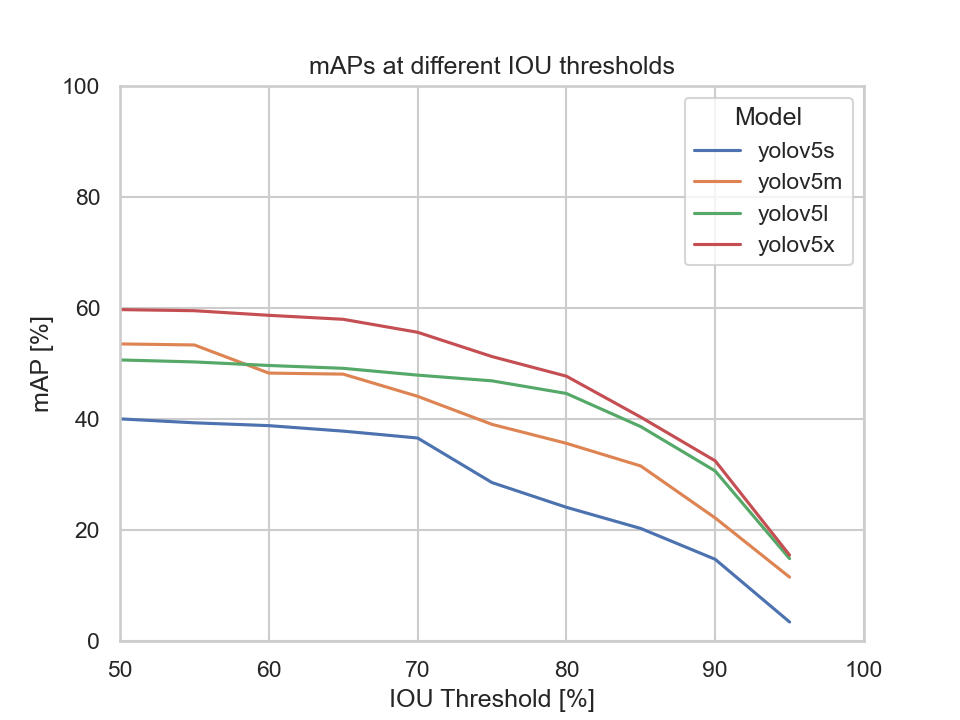 mAPs at different IOU thresholds
100
80
60
40
20
0
mAP [%]
Model
yolov5s
yolov5m
yolov5l
yolov5x
50 60 70 80 90 100
IOU Threshold [%]